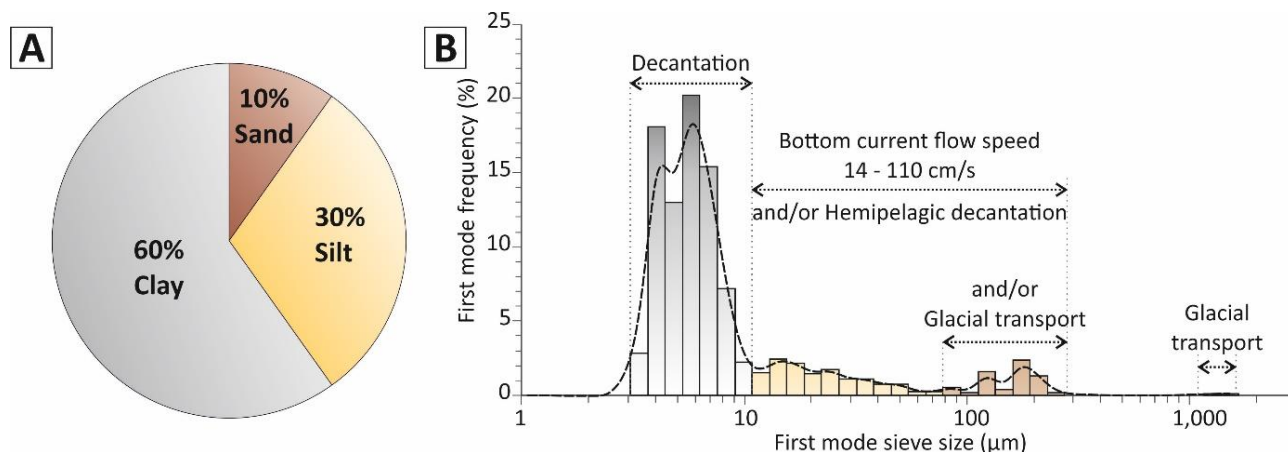 A
10%
Sand
30%
Silt
60%
Clay
B
First mode frequency (%)
25
20
15
10
5
0
Decantation
Bottom current flow speed
14 - 110 cm/s
and/or Hemipelagic decantation
and/or
Glacial transport
Glacial
transport
1
10
100
1,000
First mode sieve size (µm)